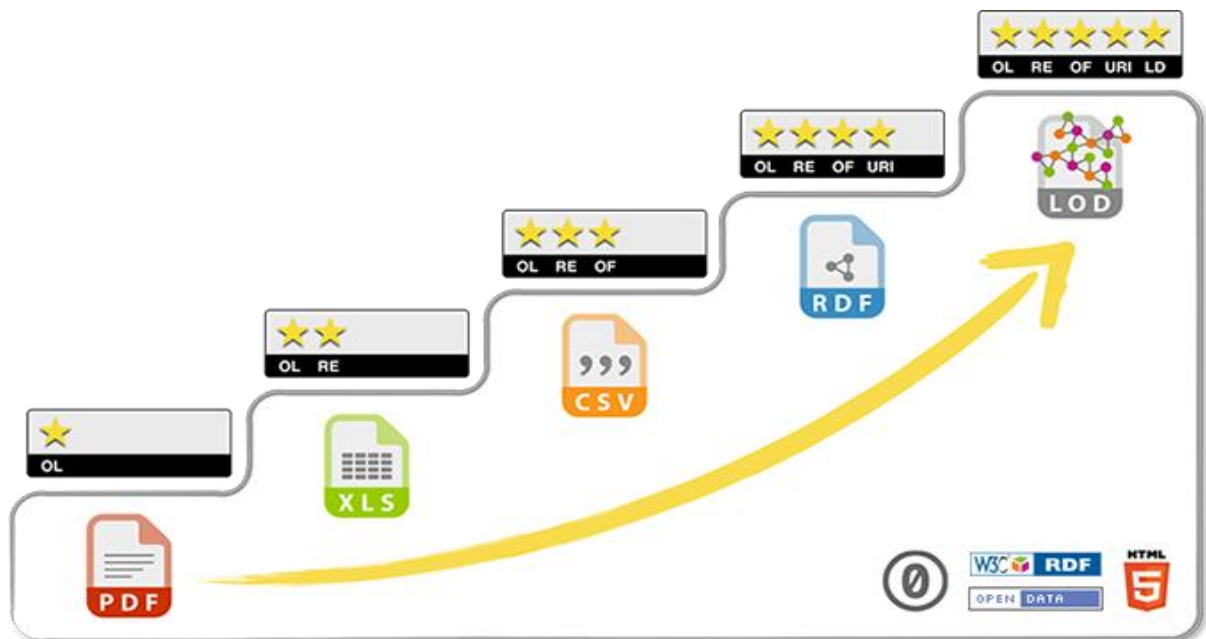 OL RE OF URI LD
LOD
OL RE OF URI
RDF
OL RE OF
,,,
CSV
OL RE
XLS
OL
PDF
0
W3C RDF
OPEN DATA
HTML
5